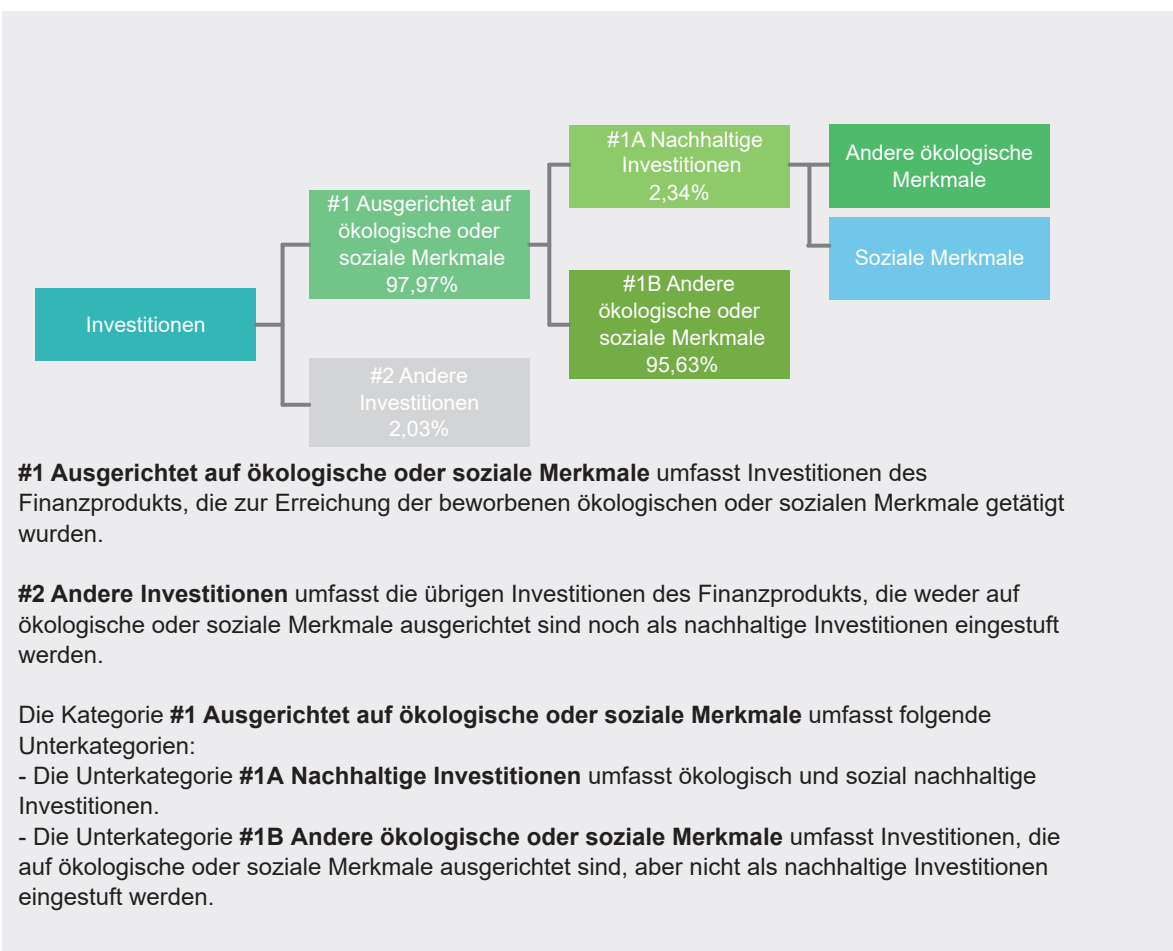 #1A Nachhaltige
Investitionen
2,34%
Andere ökologische
Merkmale
#1 Ausgerichtet auf
ökologische oder
soziale Merkmale
97,97%
Soziale Merkmale
#1B Andere
ökologische oder
soziale Merkmale
95,63%
Investitionen
#2 Andere
Investitionen
2,03%
#1 Ausgerichtet auf ökologische oder soziale Merkmale umfasst Investitionen des
Finanzprodukts, die zur Erreichung der beworbenen ökologischen oder sozialen Merkmale getätigt
wurden.
#2 Andere Investitionen umfasst die übrigen Investitionen des Finanzprodukts, die weder auf
ökologische oder soziale Merkmale ausgerichtet sind noch als nachhaltige Investitionen eingestuft
werden.
Die Kategorie #1 Ausgerichtet auf ökologische oder soziale Merkmale umfasst folgende
Unterkategorien:
- Die Unterkategorie #1A Nachhaltige Investitionen umfasst ökologisch und sozial nachhaltige
Investitionen.
- Die Unterkategorie #1B Andere ökologische oder soziale Merkmale umfasst Investitionen, die
auf ökologische oder soziale Merkmale ausgerichtet sind, aber nicht als nachhaltige Investitionen
eingestuft werden.